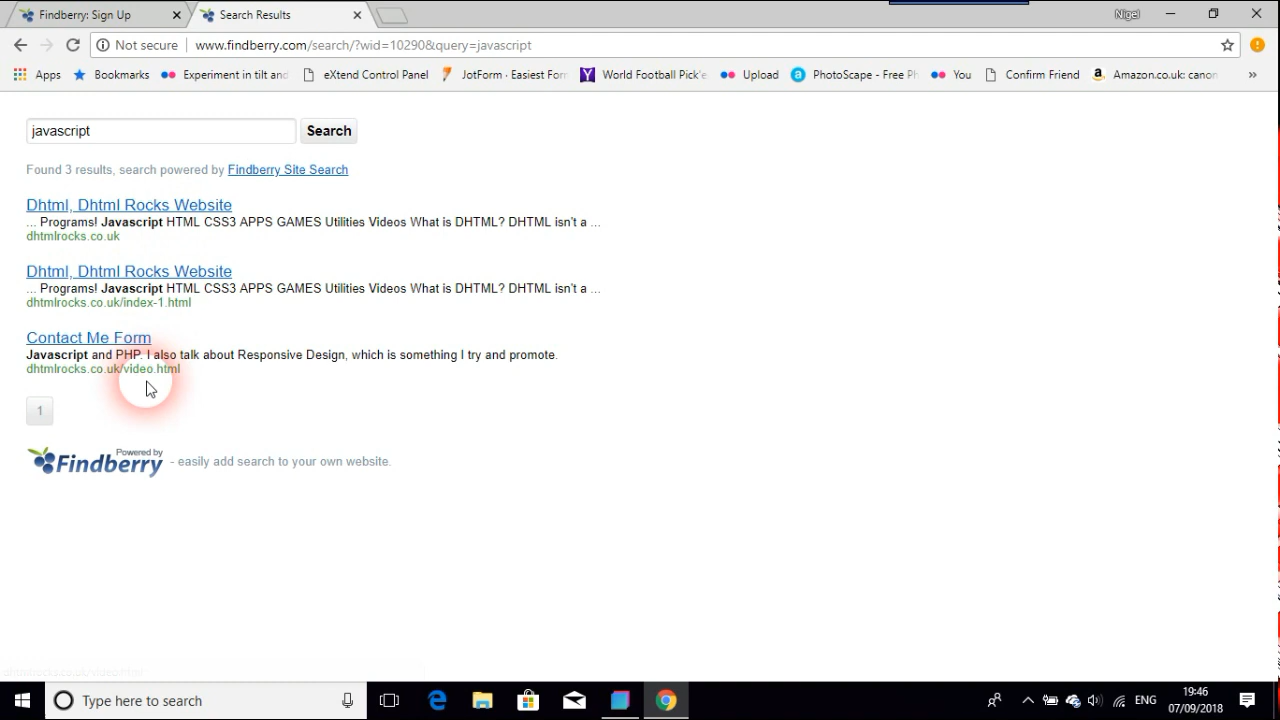 Findberry: Sign Up
Search Results
Nigel
Not secure
www.findberry.com/search/?wid=10290&query=javascript
Apps
Bookmarks
Experiment in tilt and
eXtend Control Panel
JotForm · Easiest Forn
World Football Pick'e
Upload
PhotoScape - Free Ph
You
Confirm Friend
Amazon.co.uk: canon
»
javascript
Search
Found 3 results, search powered by Findberry Site Search
Dhtml, Dhtml Rocks Website
... Programs! Javascript HTML CSS3 APPS GAMES Utilities Videos What is DHTML? DHTML isn't a ...
dhtmlrocks.co.uk
Dhtml, Dhtml Rocks Website
... Programs! Javascript HTML CSS3 APPS GAMES Utilities Videos What is DHTML? DHTML isn't a ...
dhtmlrocks.co.uk/index-1.html
Contact Me Form
Javascript and PHP. I also talk about Responsive Design, which is something I try and promote.
dhtmlrocks.co.uk/video.html
1
Powered by
Findberry - easily add search to your own website.
Type here to search
ENG
19:46
07/09/2018